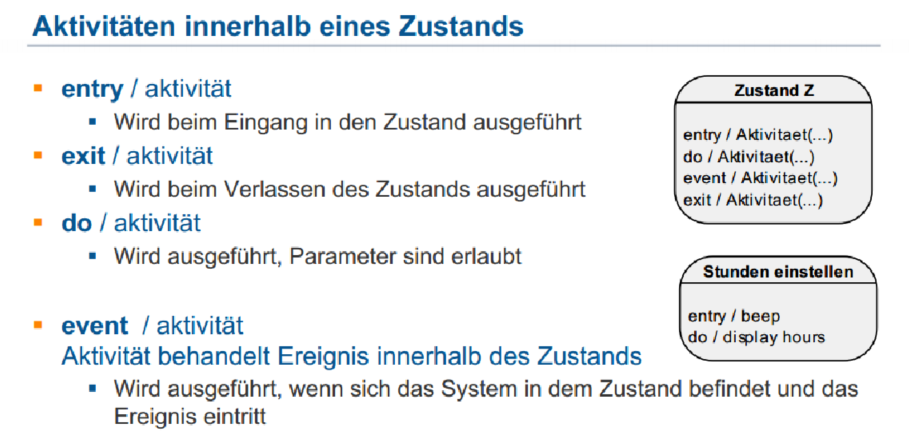 Aktivitäten innerhalb eines Zustands
▪ entry / aktivität
▪ Wird beim Eingang in den Zustand ausgeführt
▪ exit / aktivität
▪ Wird beim Verlassen des Zustands ausgeführt
▪ do / aktivität
▪ Wird ausgeführt, Parameter sind erlaubt
▪ event / aktivität
Aktivität behandelt Ereignis innerhalb des Zustands
▪ Wird ausgeführt, wenn sich das System in dem Zustand befindet und das
Ereignis eintritt
Zustand Z
entry / Aktivitaet(...)
do / Aktivitaet(...)
event / Aktivitaet(...)
exit / Aktivitaet(...)
Stunden einstellen
entry / beep
do / display hours